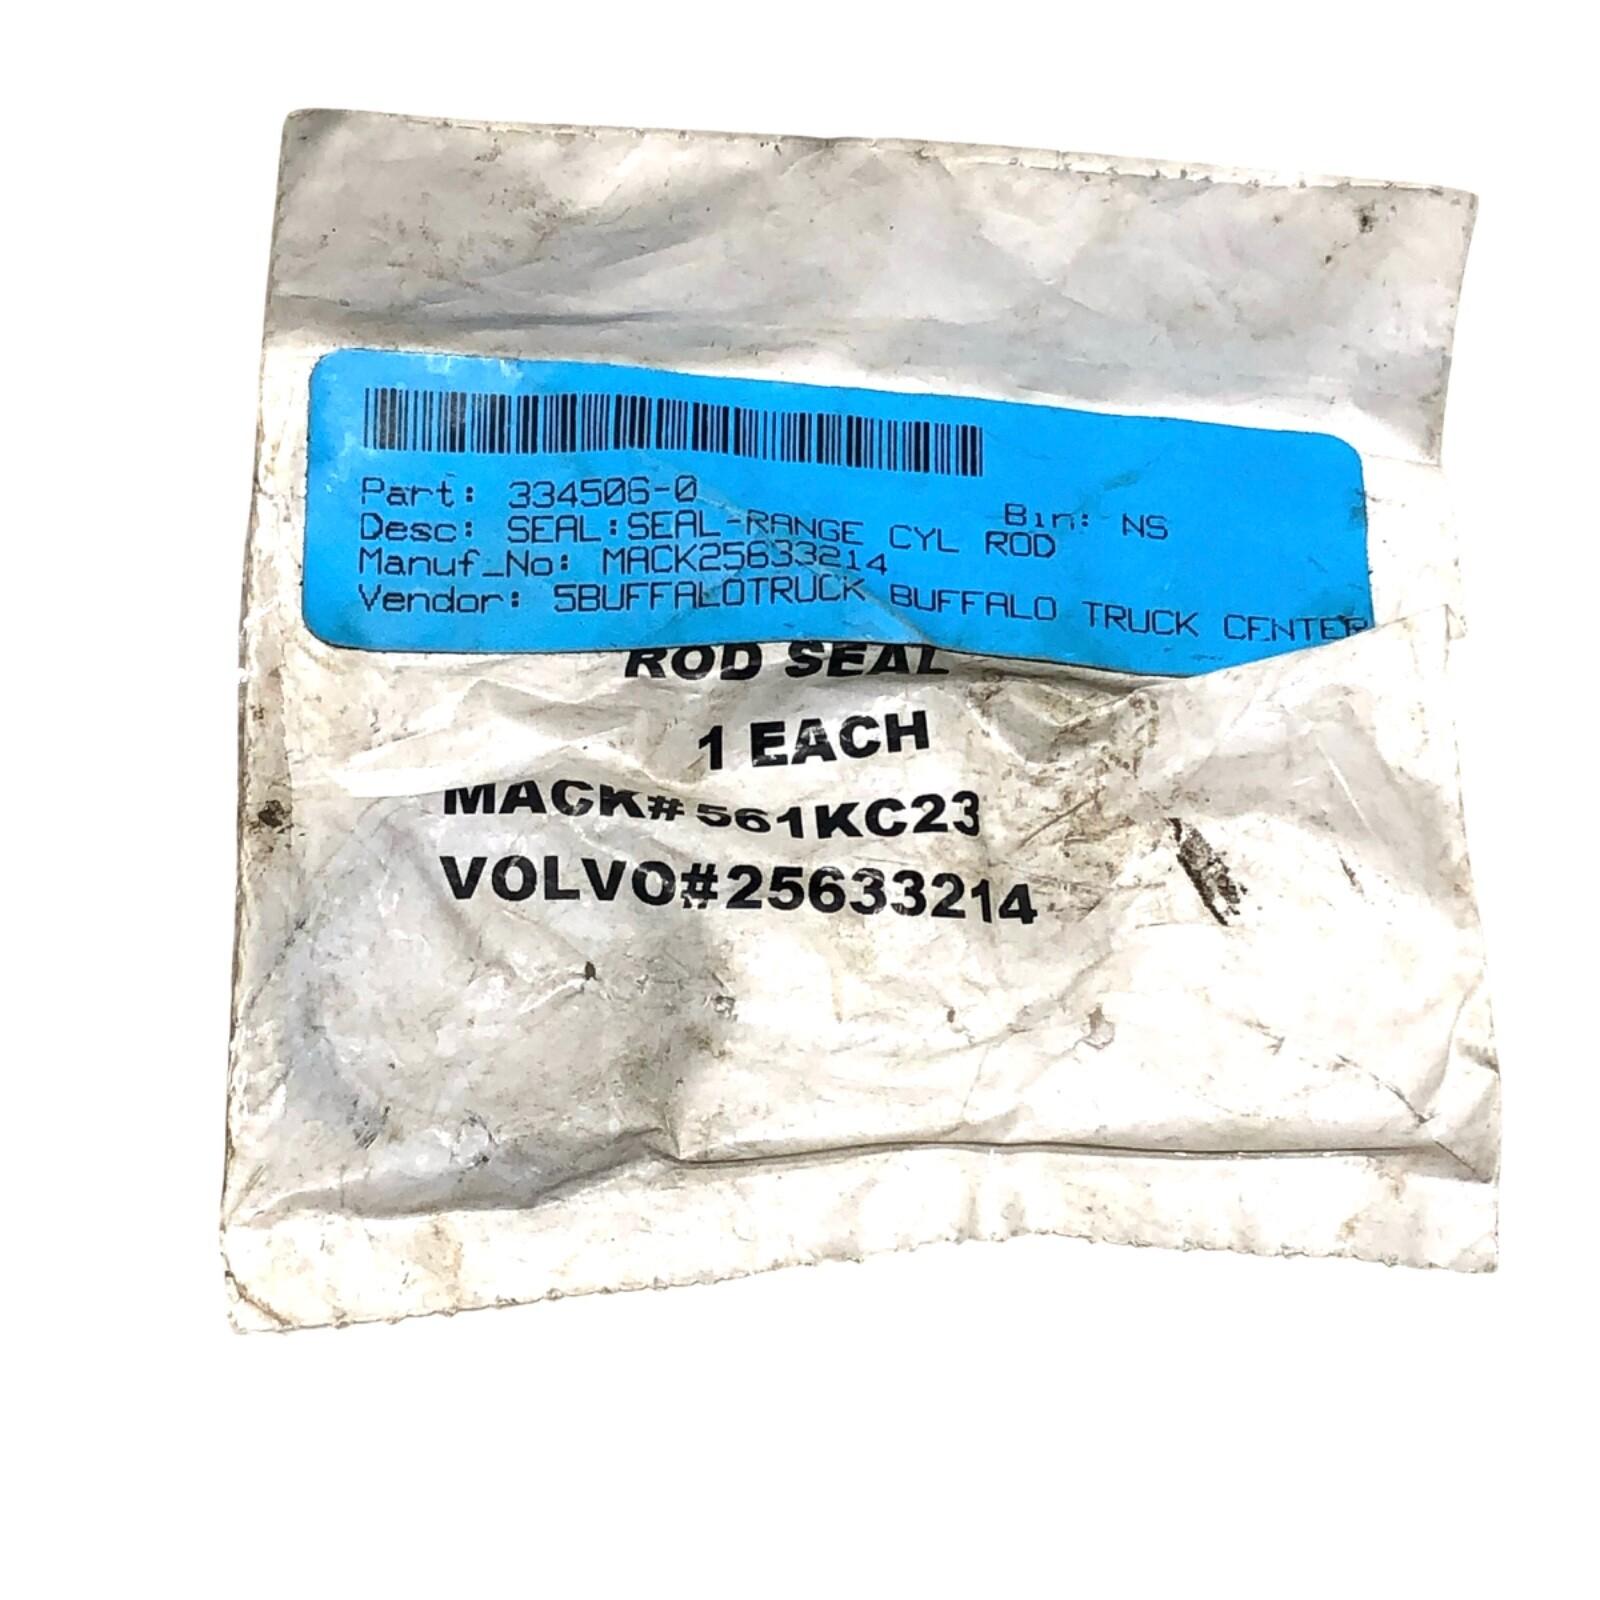 Part: 334506-0
Bin: NS
Desc: SEAL:SEAL-RANGE CYL ROD
Manuf_No: MACK25633214
Vendor: 5BUFFALOTRUCK BUFFALO TRUCK CENTER
ROD SEAL
1 EACH
MACK#561KC23
VOLVO#25633214